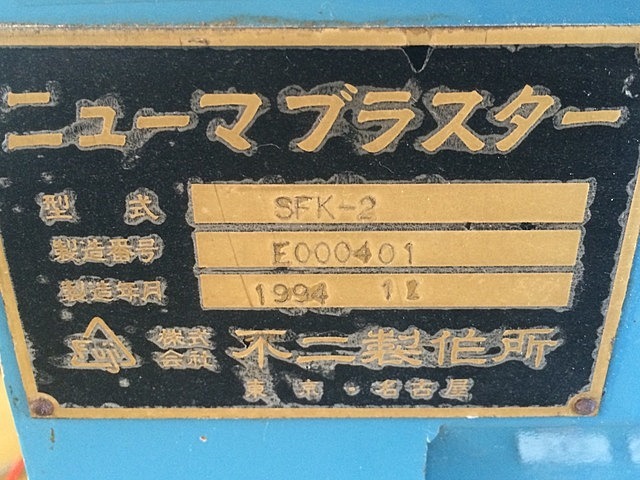 ニューマブラスター
型式 SFK-2
製造番号 E000401
製造年月 1994 12
株式会社 不二製作所
東京・名古屋